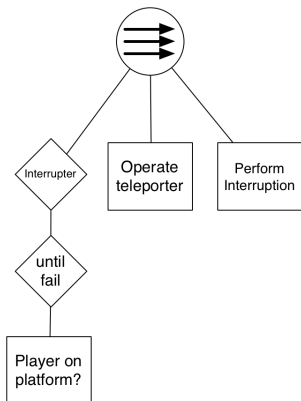 Interrupter
Operate
teleporter
Perform
Interruption
until
fail
Player on
platform?